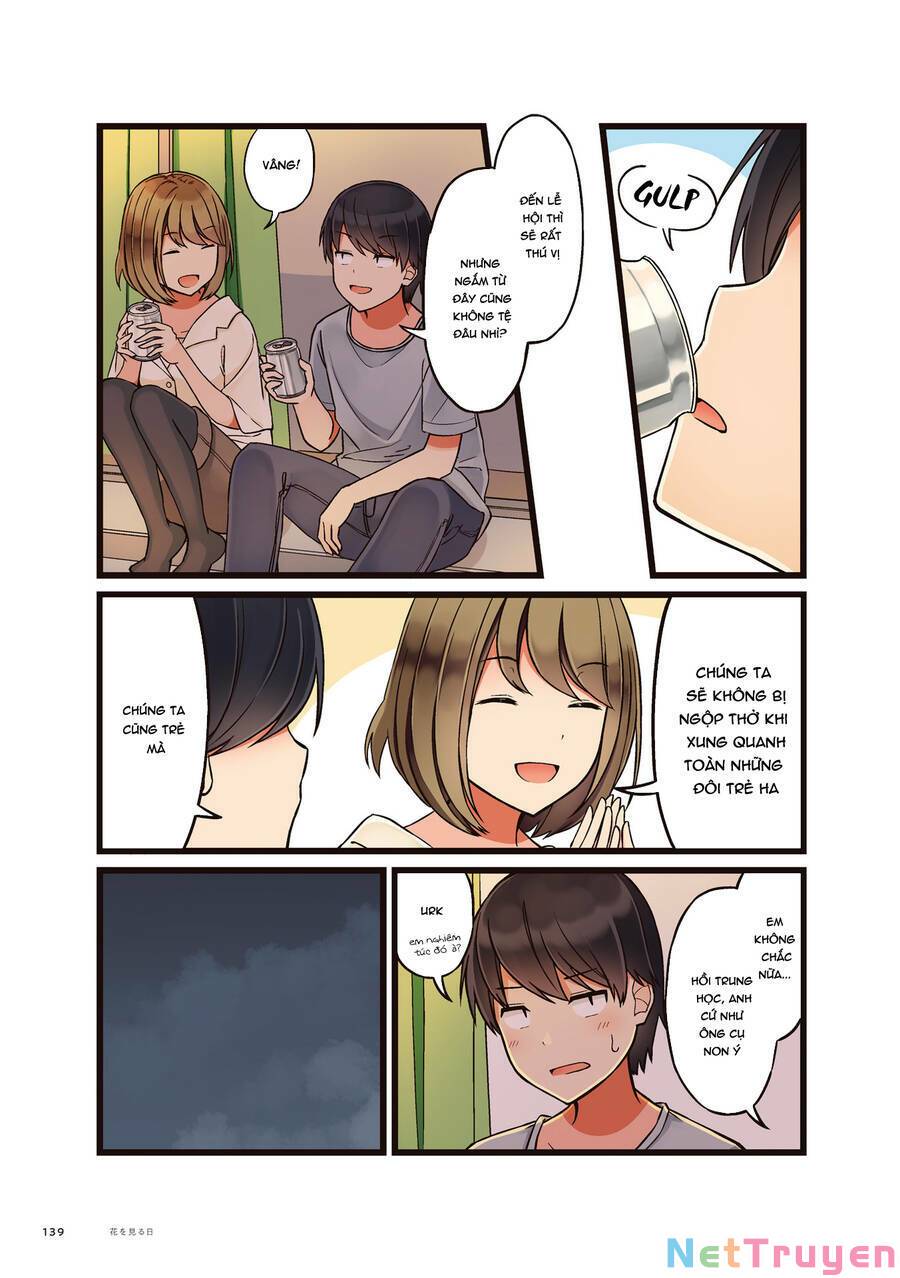 GULP
ĐẾN LỄ
HỘI THÌ
SẼ RẤT
THÚ VỊ
NHƯNG
NGẮM TỪ
ĐÂY CŨNG
KHÔNG TỆ
ĐÂU NHỈ?
VÂNG!
CHÚNG TA
SẼ KHÔNG BỊ
NGỘP THỞ KHI
XUNG QUANH
TOÀN NHỮNG
ĐÔI TRẺ HA
CHÚNG TA
CŨNG TRẺ
MÀ
EM
KHÔNG
CHẮC
NỮA...
HỒI TRUNG
HỌC, ANH
CỨ NHƯ
ÔNG CỤ
NON Ý
URK
em nghiêm
túc đó à?
139
花を見る日
NetTruyen